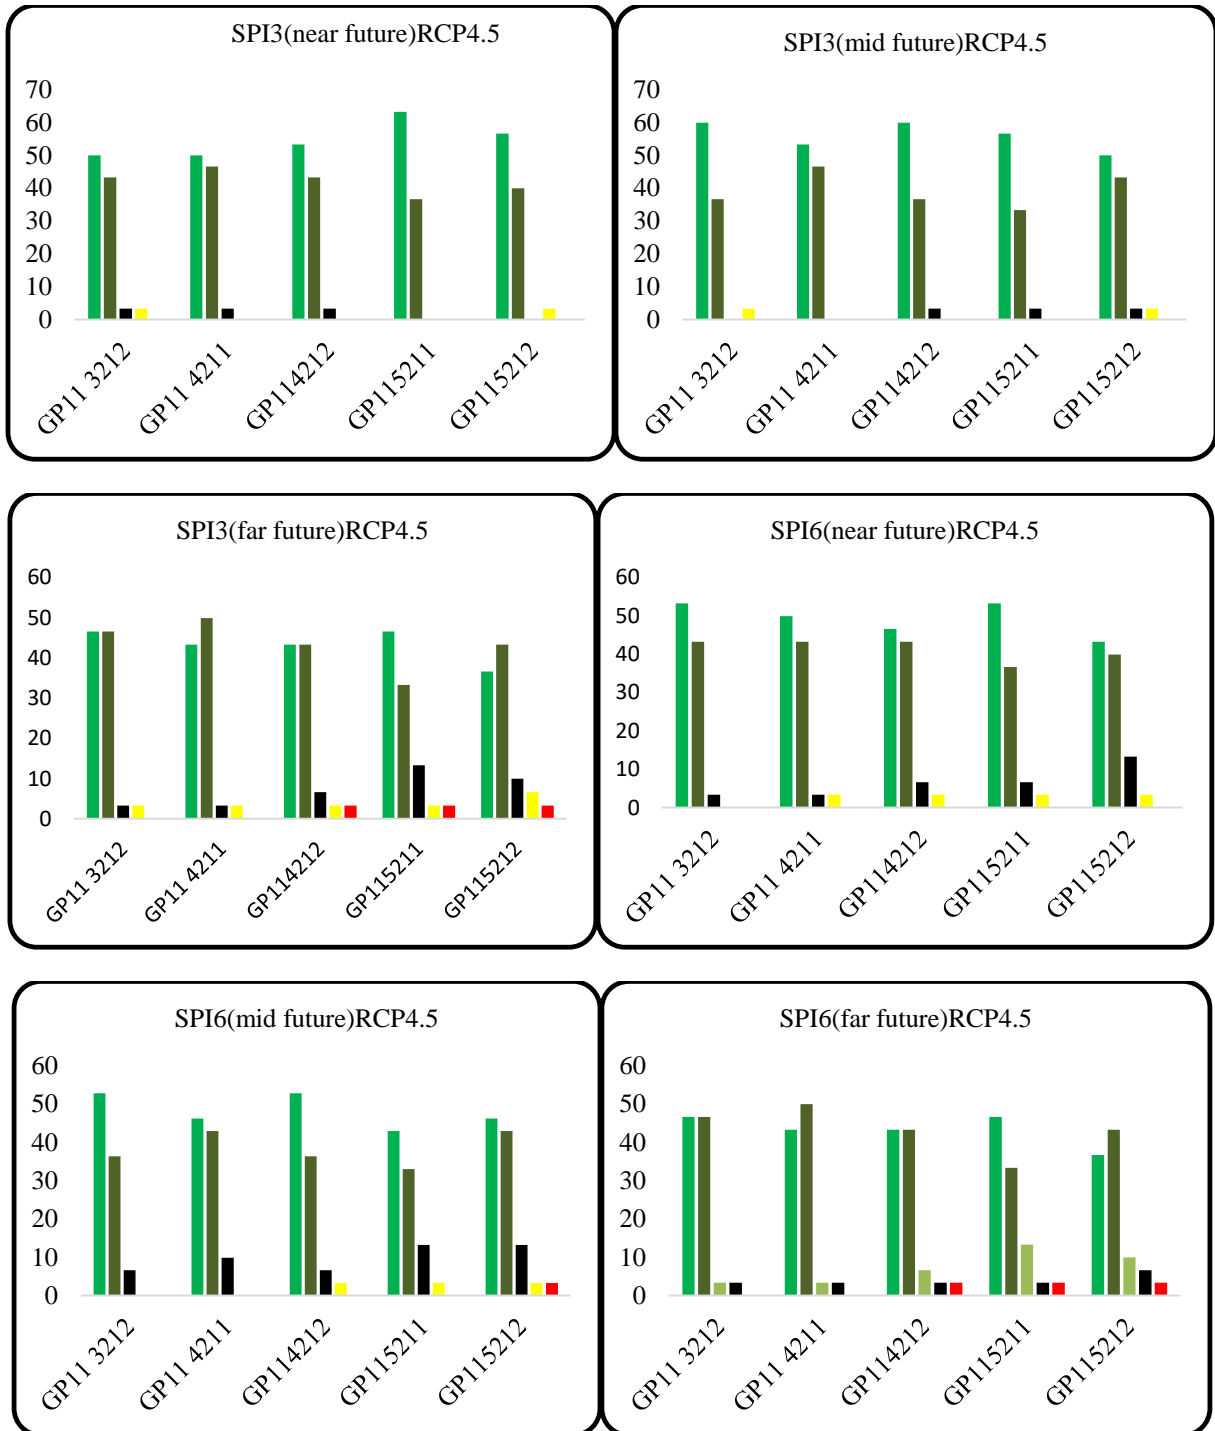 SPI3(near future)RCP4.5
70
60
50
40
30
20
10
0
GP11 3212
GP11 4211
GP114212
GP115211
GP115212
SPI3(mid future)RCP4.5
70
60
50
40
30
20
10
0
GP11 3212
GP11 4211
GP114212
GP115211
GP115212
SPI3(far future)RCP4.5
60
50
40
30
20
10
0
GP11 3212
GP11 4211
GP114212
GP115211
GP115212
SPI6(near future)RCP4.5
60
50
40
30
20
10
0
GP11 3212
GP11 4211
GP114212
GP115211
GP115212
SPI6(mid future)RCP4.5
60
50
40
30
20
10
0
GP11 3212
GP11 4211
GP114212
GP115211
GP115212
SPI6(far future)RCP4.5
60
50
40
30
20
10
0
GP11 3212
GP11 4211
GP114212
GP115211
GP115212